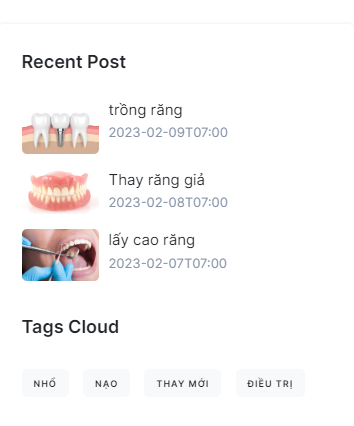 Recent Post
trồng răng
2023-02-09T07:00
Thay răng giả
2023-02-08T07:00
lấy cao răng
2023-02-07T07:00
Tags Cloud
NHỔ NẠO THAY MỚI ĐIỀU TRỊ